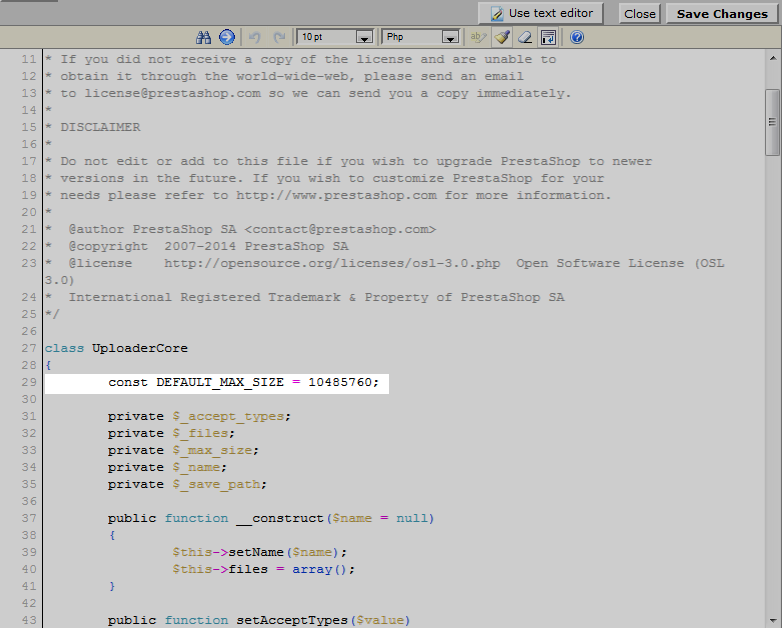 Use text editor Close Save Changes
10 pt Php
11 * If you did not receive a copy of the license and are unable to
12 * obtain it through the world-wide-web, please send an email
13 * to license@prestashop.com so we can send you a copy immediately.
14 *
15 * DISCLAIMER
16 *
17 * Do not edit or add to this file if you wish to upgrade PrestaShop to newer
18 * versions in the future. If you wish to customize PrestaShop for your
19 * needs please refer to http://www.prestashop.com for more information.
20 *
21 *  @author PrestaShop SA <contact@prestashop.com>
22 *  @copyright  2007-2014 PrestaShop SA
23 *  @license    http://opensource.org/licenses/osl-3.0.php  Open Software License (OSL
3.0)
24 *  International Registered Trademark & Property of PrestaShop SA
25 */
26
27 class UploaderCore
28 {
29 const DEFAULT_MAX_SIZE = 10485760;
30
31 private $_accept_types;
32 private $_files;
33 private $_max_size;
34 private $_name;
35 private $_save_path;
36
37 public function __construct($name = null)
38 {
39 $this->setName($name);
40 $this->files = array();
41 }
42
43 public function setAcceptTypes($value)